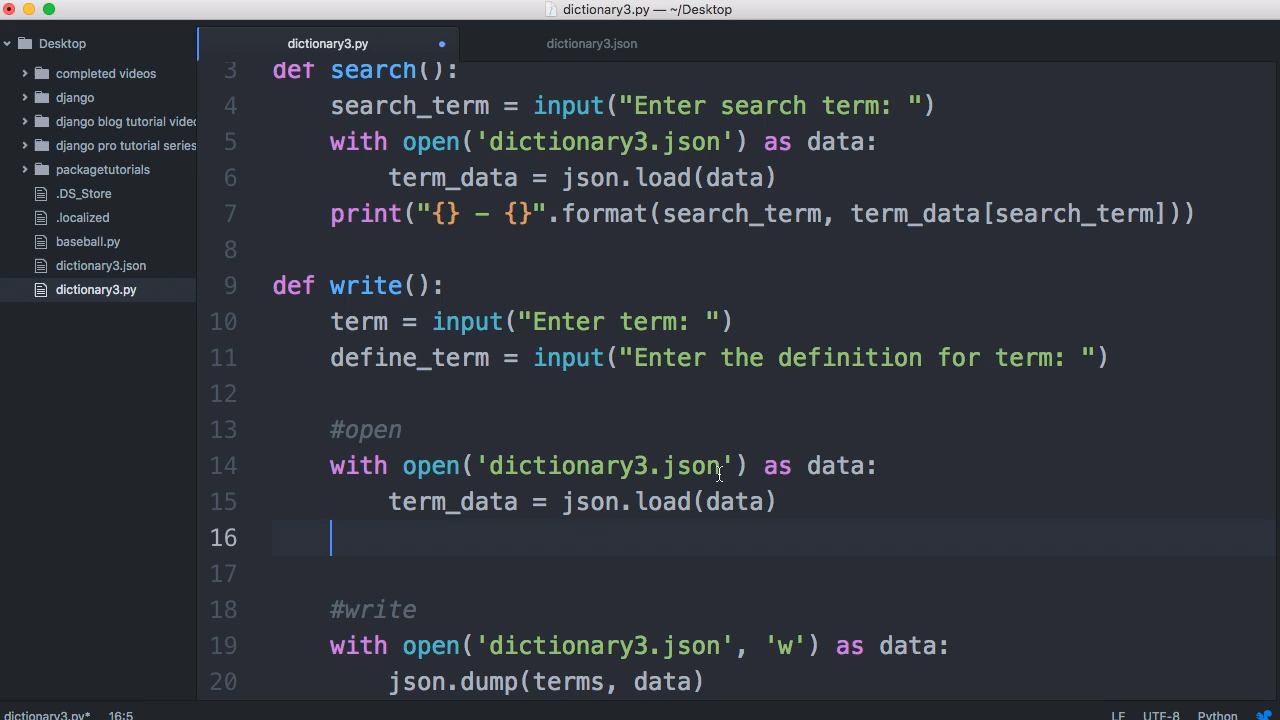 dictionary3.py — ~/Desktop
Desktop
completed videos
django
django blog tutorial vide
django pro tutorial series
packagetutorials
.DS_Store
.localized
baseball.py
dictionary3.json
dictionary3.py
dictionary3.py
dictionary3.json
3 def search():
4 search_term = input("Enter search term: ")
5 with open('dictionary3.json') as data:
6 term_data = json.load(data)
7 print("{} - {}".format(search_term, term_data[search_term]))
8
9 def write():
10 term = input("Enter term: ")
11 define_term = input("Enter the definition for term: ")
12
13 #open
14 with open('dictionary3.json') as data:
15 term_data = json.load(data)
16
17
18 #write
19 with open('dictionary3.json', 'w') as data:
20 json.dump(terms, data)
dictionary3.py* 16:5 LF UTF-8 Python